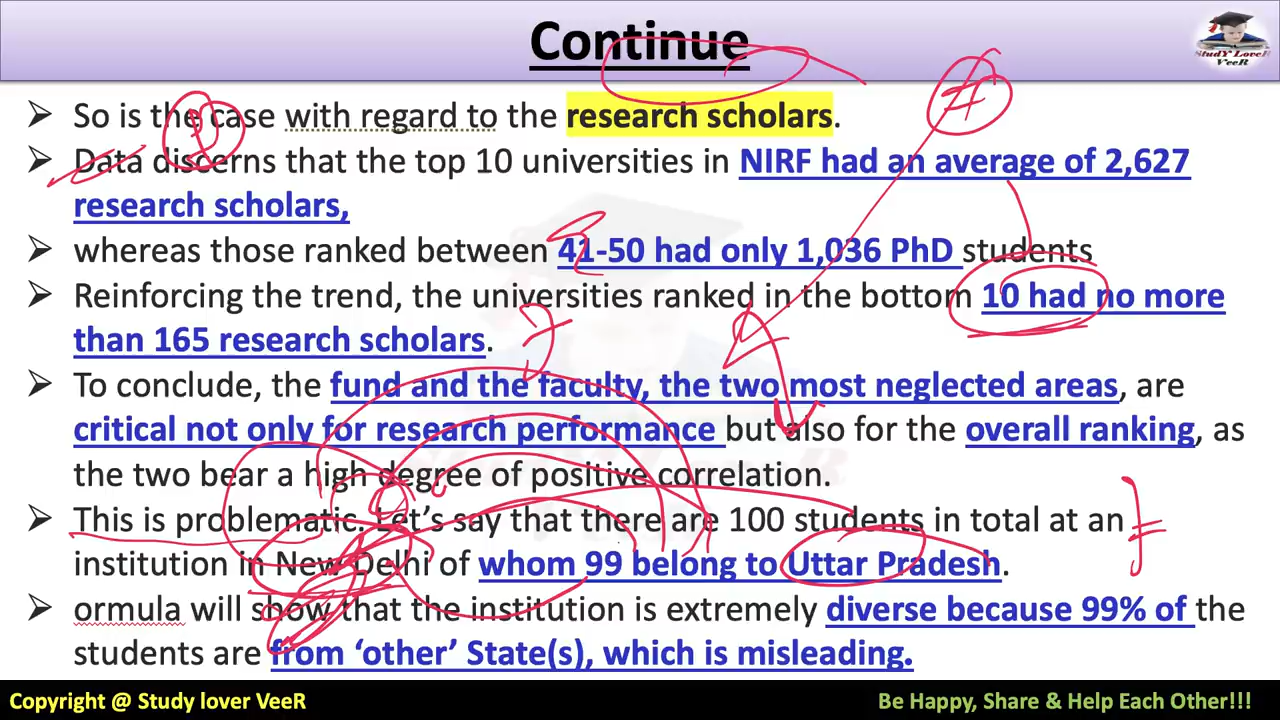 Continue
StudY LoveR
VeeR
➢ So is the case with regard to the research scholars.
➢ Data discerns that the top 10 universities in NIRF had an average of 2,627
research scholars,
➢ whereas those ranked between 41-50 had only 1,036 PhD students
➢ Reinforcing the trend, the universities ranked in the bottom 10 had no more
than 165 research scholars.
➢ To conclude, the fund and the faculty, the two most neglected areas, are
critical not only for research performance but also for the overall ranking, as
the two bear a high degree of positive correlation.
➢ This is problematic. Let’s say that there are 100 students in total at an
institution in New Delhi of whom 99 belong to Uttar Pradesh.
➢ ormula will show that the institution is extremely diverse because 99% of the
students are from ‘other’ State(s), which is misleading.
Copyright @ Study lover VeeR
Be Happy, Share & Help Each Other!!!